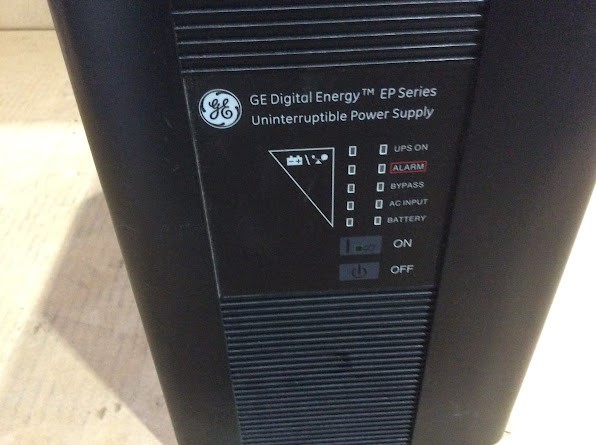 GE
GE Digital Energy™ EP Series
Uninterruptible Power Supply
UPS ON
ALARM
BYPASS
AC INPUT
BATTERY
ON
OFF